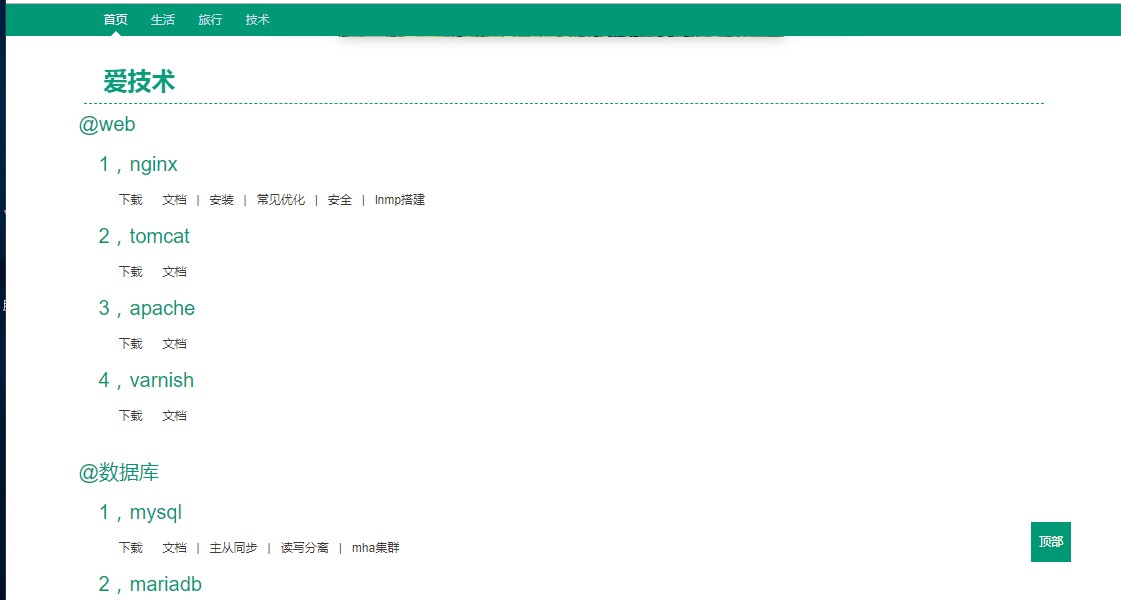 首页 生活 旅行 技术
爱技术
@web
1，nginx
下载 文档 | 安装 | 常见优化 | 安全 | lnmp搭建
2，tomcat
下载 文档
3，apache
下载 文档
4，varnish
下载 文档
@数据库
1，mysql
下载 文档 | 主从同步 | 读写分离 | mha集群
顶部
2，mariadb